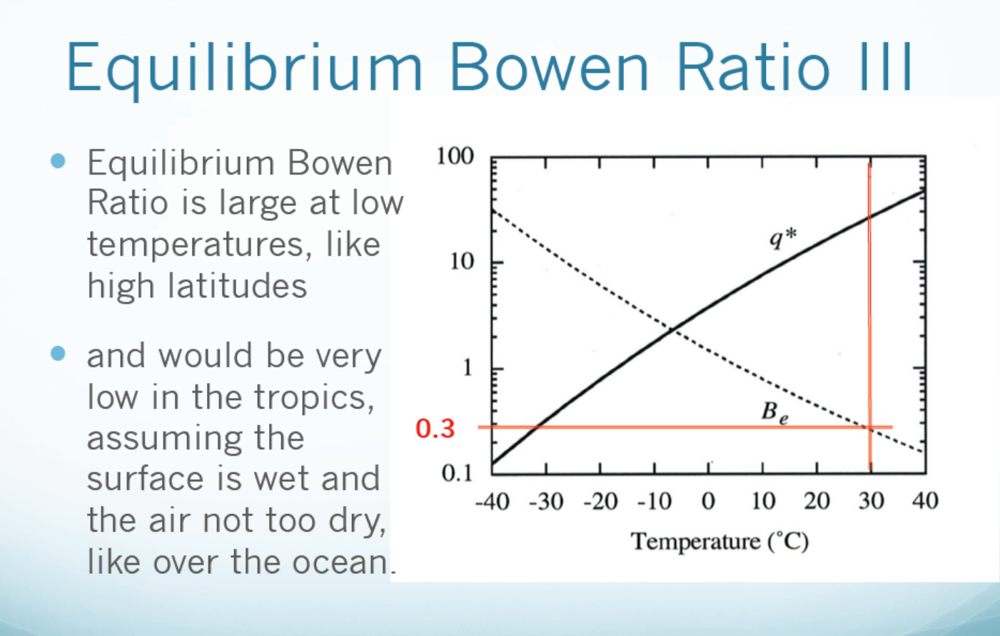 Equilibrium Bowen Ratio III
Equilibrium Bowen
Ratio is large at low
temperatures, like
high latitudes
and would be very
low in the tropics,
assuming the
surface is wet and
the air not too dry,
like over the ocean.
100
10
1
0.3
0.1
q*
Be
-40 -30 -20 -10 0 10 20 30 40
Temperature (°C)